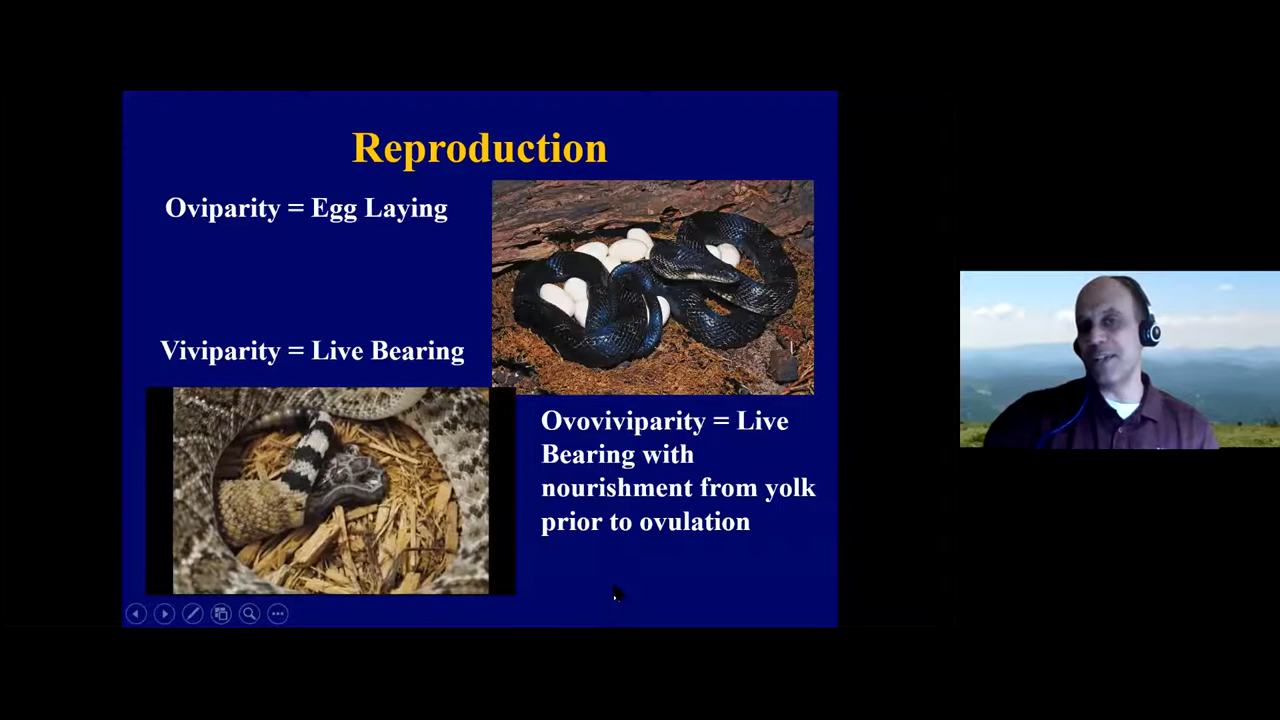 Reproduction
Oviparity = Egg Laying
Viviparity = Live Bearing
Ovoviviparity = Live
Bearing with
nourishment from yolk
prior to ovulation